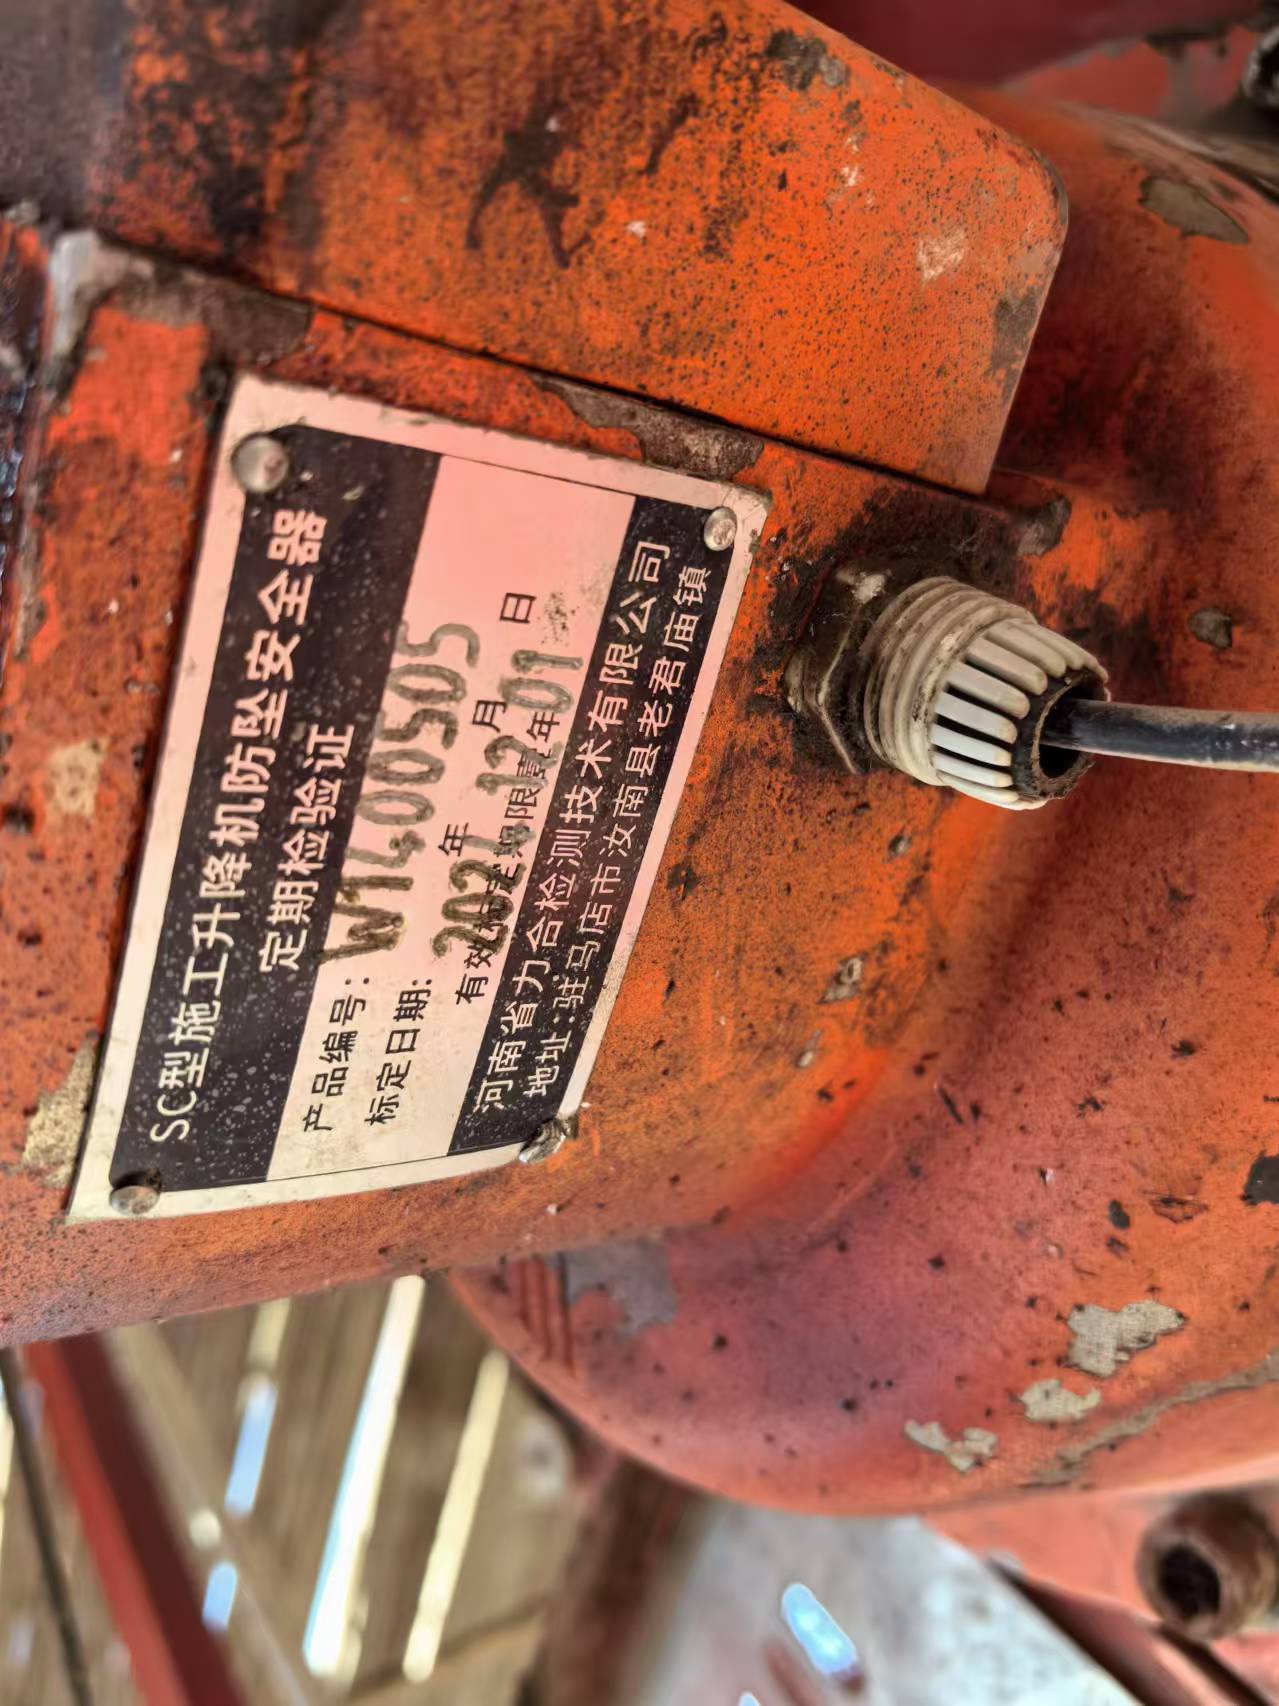 SC型施工升降机防坠安全器
定期检验证
产品编号：W1400505
标定日期：年 月 日
12 01
有效标定期限壹年
河南省力合检测技术有限公司
地址：驻马店市汝南县老君庙镇